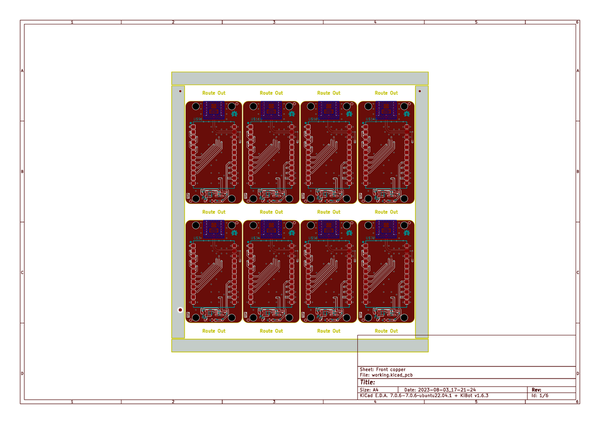 1 2 3 4 5 6
A A
Route Out Route Out Route Out Route Out
B B
Route Out Route Out Route Out Route Out
C C
Route Out Route Out Route Out Route Out
Sheet: Front copper
File: working.kicad_pcb
D D
Title:
Size: A4 Date: 2023-08-03_17-21-24 Rev:
KiCad E.D.A. 7.0.6-7.0.6-ubuntu22.04.1 + KiBot v1.6.3 Id: 1/6
1 2 3 4 5 6